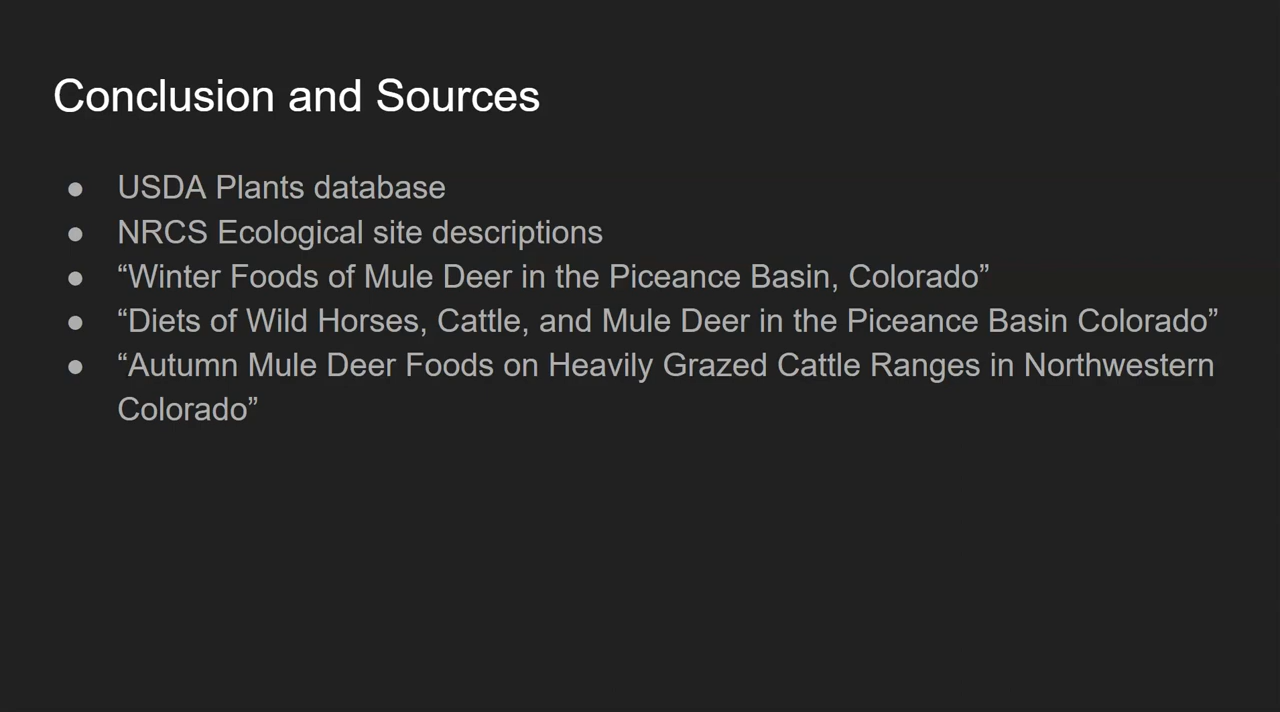 Conclusion and Sources
● USDA Plants database
● NRCS Ecological site descriptions
● “Winter Foods of Mule Deer in the Piceance Basin, Colorado”
● “Diets of Wild Horses, Cattle, and Mule Deer in the Piceance Basin Colorado”
● “Autumn Mule Deer Foods on Heavily Grazed Cattle Ranges in Northwestern
Colorado”